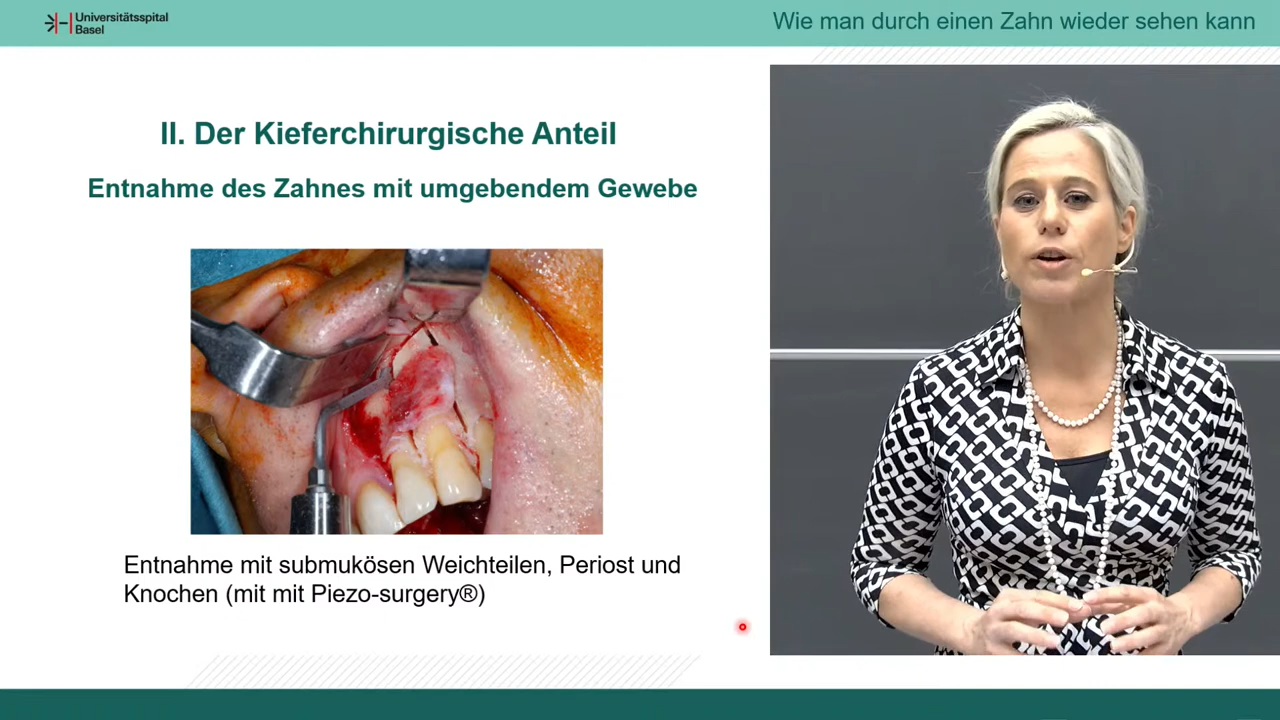 Universitätsspital
Basel
Wie man durch einen Zahn wieder sehen kann
II. Der Kieferchirurgische Anteil
Entnahme des Zahnes mit umgebendem Gewebe
Entnahme mit submukösen Weichteilen, Periost und
Knochen (mit mit Piezo-surgery®)